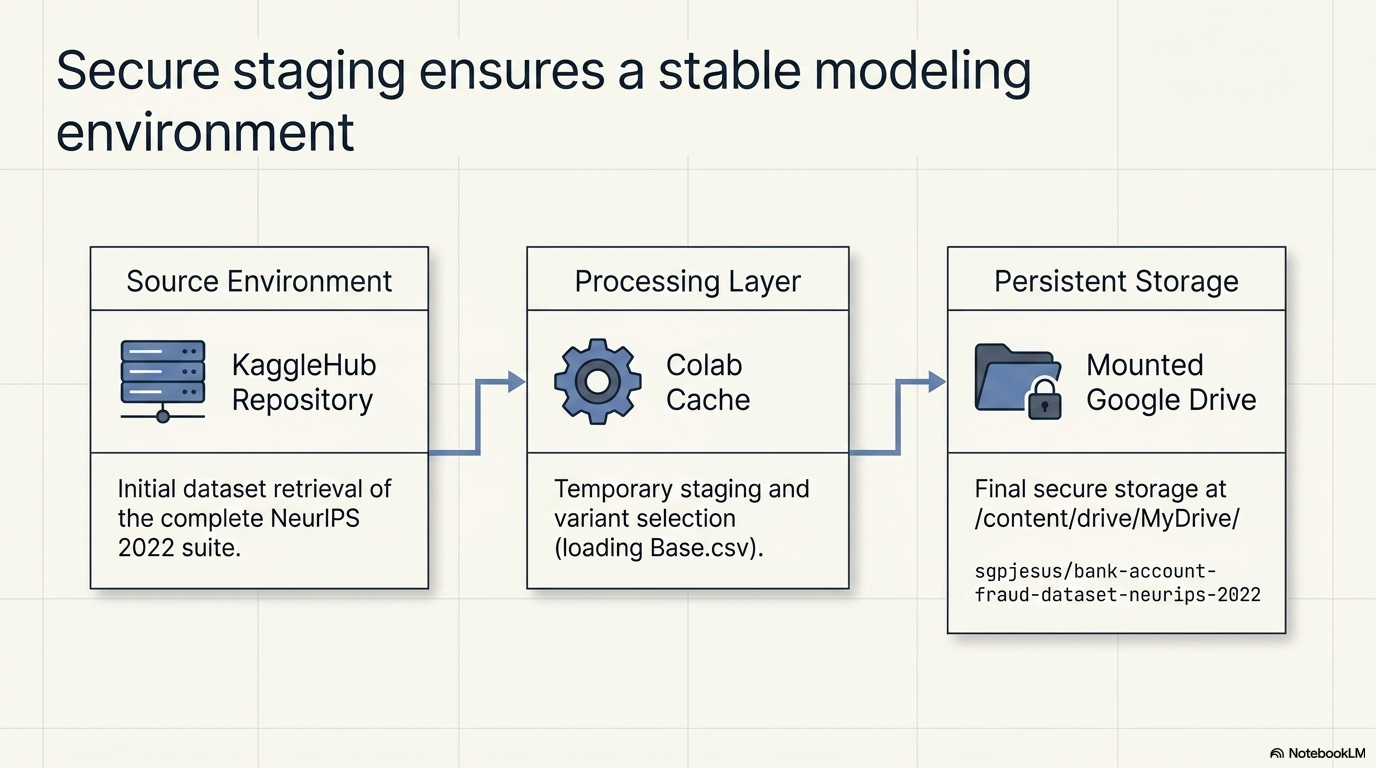 Secure staging ensures a stable modeling
environment
Source Environment
KaggleHub
Repository
Initial dataset retrieval of
the complete NeurIPS
2022 suite.
Processing Layer
Colab
Cache
Temporary staging and
variant selection
(loading Base.csv).
Persistent Storage
Mounted
Google Drive
Final secure storage at
/content/drive/MyDrive/
sgpjesus/bank-account-
fraud-dataset-neurips-2022
NotebookLM